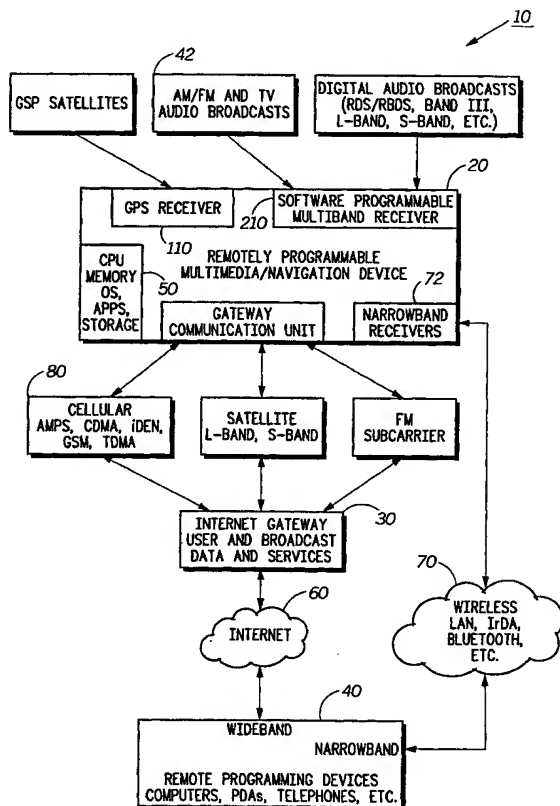 10
42
GSP SATELLITES
AM/FM AND TV
AUDIO BROADCASTS
DIGITAL AUDIO BROADCASTS
(RDS/RBDS, BAND III,
L-BAND, S-BAND, ETC.)
20
GPS RECEIVER
210
SOFTWARE PROGRAMMABLE
MULTIBAND RECEIVER
110
CPU
MEMORY
OS,
APPS,
STORAGE
50
REMOTELY PROGRAMMABLE
MULTIMEDIA/NAVIGATION DEVICE
72
GATEWAY
COMMUNICATION UNIT
NARROWBAND
RECEIVERS
80
CELLULAR
AMPS, CDMA, iDEN,
GSM, TDMA
SATELLITE
L-BAND, S-BAND
FM
SUBCARRIER
30
INTERNET GATEWAY
USER AND BROADCAST
DATA AND SERVICES
60
INTERNET
70
WIRELESS
LAN, IrDA,
BLUETOOTH,
ETC.
40
WIDEBAND
NARROWBAND
REMOTE PROGRAMMING DEVICES
COMPUTERS, PDAs, TELEPHONES, ETC.